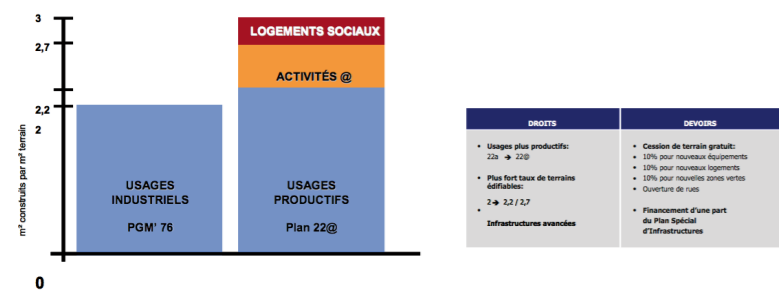 3
2,7
2,2
2
0
m² construits par m² terrain
LOGEMENTS SOCIAUX
ACTIVITÉS @
USAGES
INDUSTRIELS
PGM' 76
USAGES
PRODUCTIFS
Plan 22@
DROITS
• Usages plus productifs:
22a ➔ 22@
• Plus fort taux de terrains
édifiables:
2➔ 2,2 / 2,7
•
Infrastructures avancées
DEVOIRS
• Cession de terrain gratuit:
• 10% pour nouveaux équipements
• 10% pour nouveaux logements
• 10% pour nouvelles zones vertes
• Ouverture de rues
• Financement d'une part
du Plan Spécial
d'Infrastructures